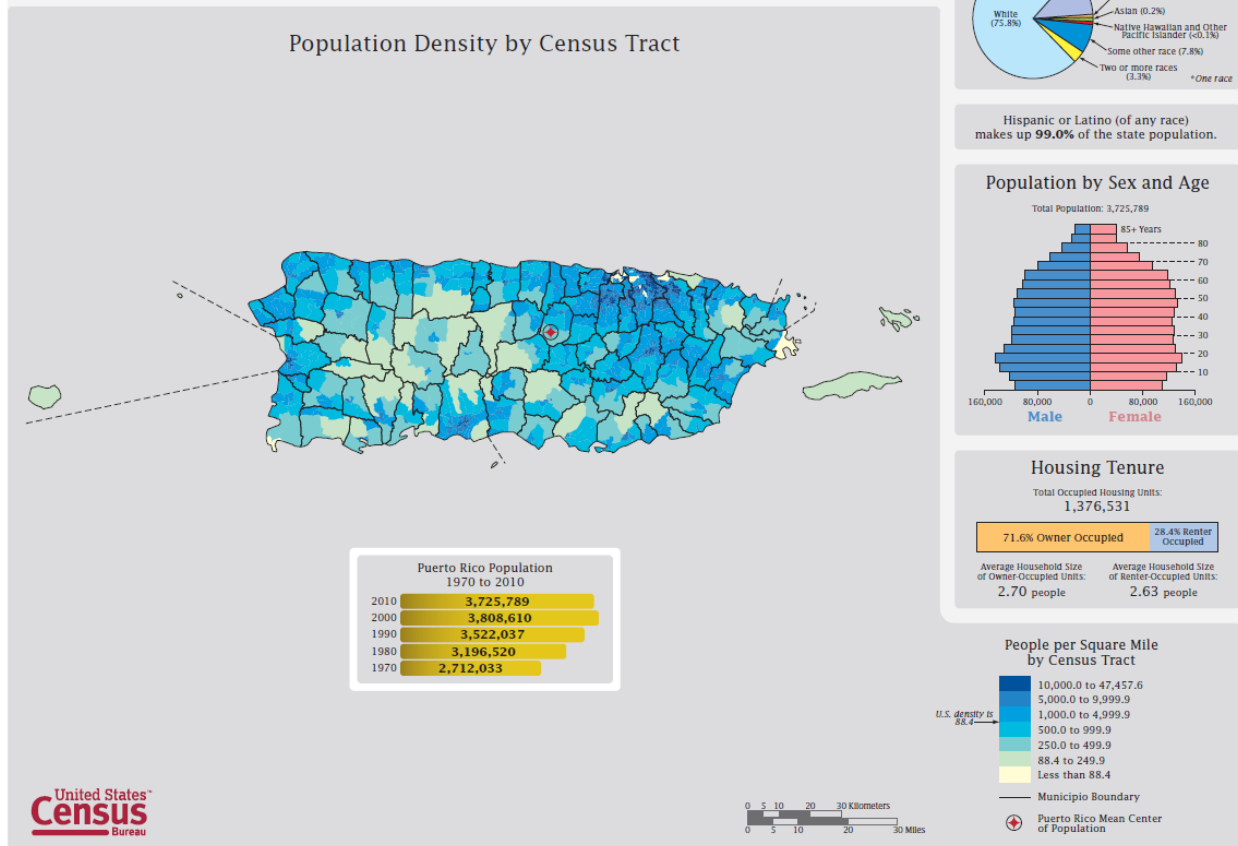 Population Density by Census Tract
White
(75.8%)
Asian (0.2%)
Native Hawaiian and Other
Pacific Islander (<0.1%)
Some other race (7.8%)
Two or more races
(3.3%)
*One race
Hispanic or Latino (of any race)
makes up 99.0% of the state population.
Population by Sex and Age
Total Population: 3,725,789
85+ Years
80
70
60
50
40
30
20
10
160,000 80,000 0 80,000 160,000
Male Female
Housing Tenure
Total Occupied Housing Units:
1,376,531
71.6% Owner Occupied
28.4% Renter
Occupied
Average Household Size
of Owner-Occupied Units:
2.70 people
Average Household Size
of Renter-Occupied Units:
2.63 people
Puerto Rico Population
1970 to 2010
2010 3,725,789
2000 3,808,610
1990 3,522,037
1980 3,196,520
1970 2,712,033
People per Square Mile
by Census Tract
10,000.0 to 47,457.6
5,000.0 to 9,999.9
1,000.0 to 4,999.9
500.0 to 999.9
250.0 to 499.9
88.4 to 249.9
Less than 88.4
U.S. density is
88.4
Municipio Boundary
Puerto Rico Mean Center
of Population
0 5 10 20 30 Kilometers
0 5 10 20 30 Miles
United States™
Census
Bureau